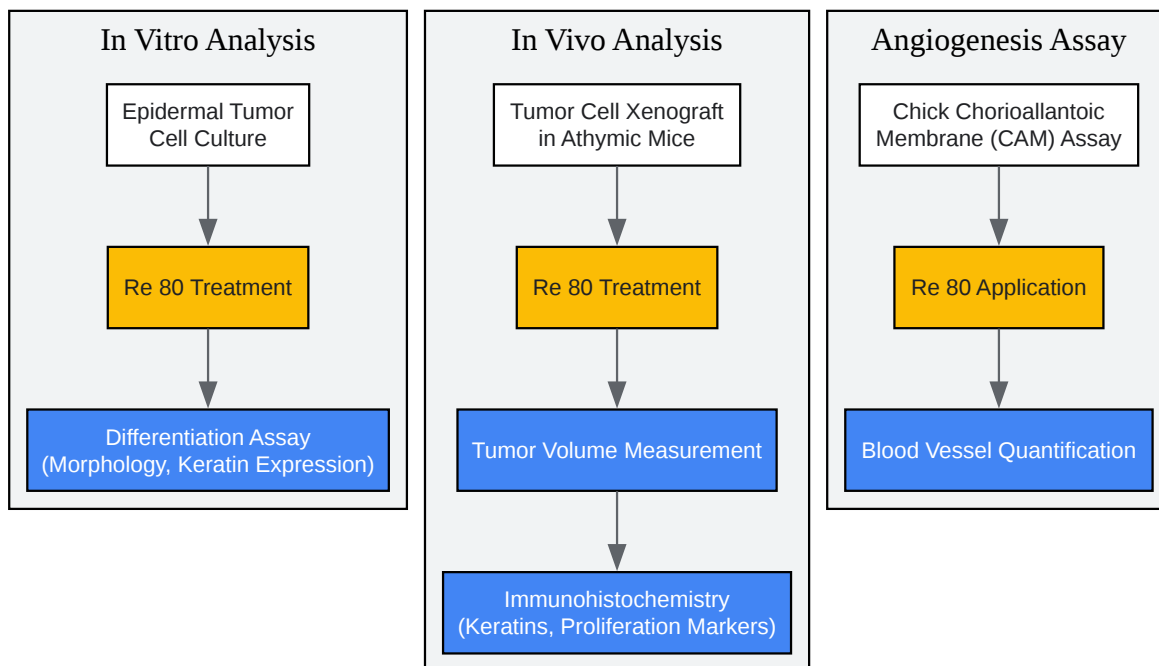 In Vitro Analysis
Epidermal Tumor
Cell Culture
Re 80 Treatment
Differentiation Assay
(Morphology, Keratin Expression)
In Vivo Analysis
Tumor Cell Xenograft
in Athymic Mice
Re 80 Treatment
Tumor Volume Measurement
Immunohistochemistry
(Keratins, Proliferation Markers)
Angiogenesis Assay
Chick Chorioallantoic
Membrane (CAM) Assay
Re 80 Application
Blood Vessel Quantification